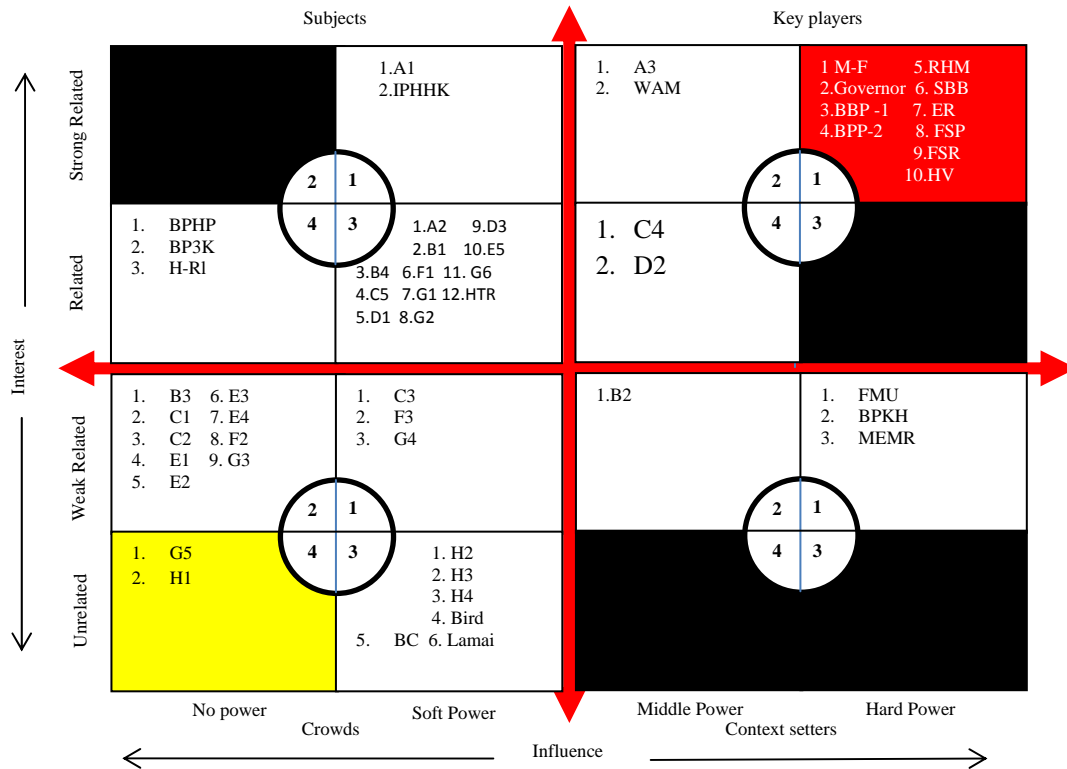 Subjects
Key players
Strong Related
1.A1
2.IPHHK
1. A3
2. WAM
1 M-F 5.RHM
2.Governor 6. SBB
3.BBP -1 7. ER
4.BPP-2 8. FSP
9.FSR
10.HV
2 1
4 3
2 1
4 3
Related
1. BPHP
2. BP3K
3. H-Rl
1.A2 9.D3
2.B1 10.E5
3.B4 6.F1 11. G6
4.C5 7.G1 12.HTR
5.D1 8.G2
1. C4
2. D2
Interest
Weak Related
1. B3 6. E3
2. C1 7. E4
3. C2 8. F2
4. E1 9. G3
5. E2
1. C3
2. F3
3. G4
1.B2
1. FMU
2. BPKH
3. MEMR
2 1
4 3
2 1
4 3
Unrelated
1. G5
2. H1
1. H2
2. H3
3. H4
4. Bird
5. BC 6. Lamai
No power
Soft Power
Middle Power
Hard Power
Crowds
Context setters
Influence